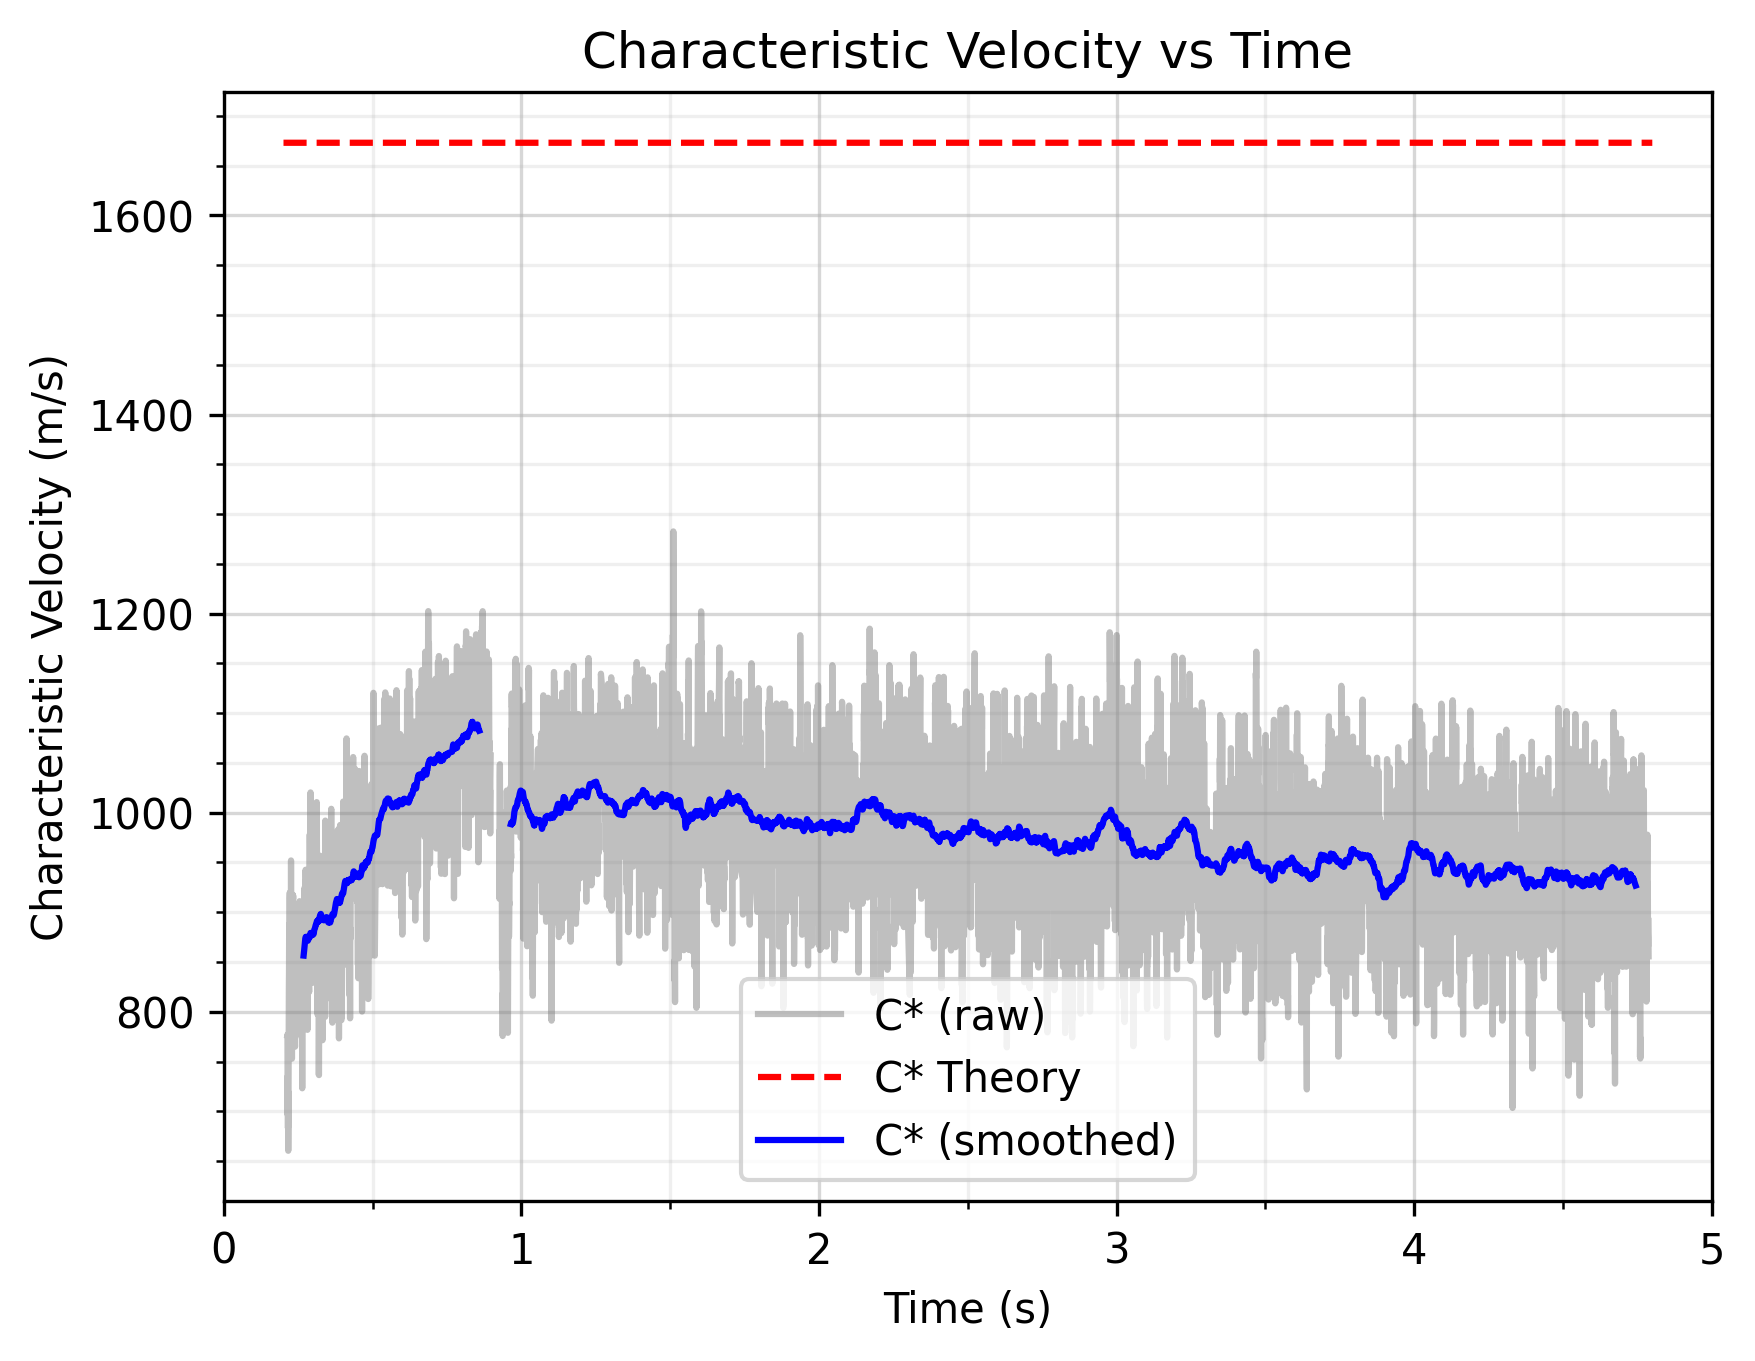 Characteristic Velocity vs Time
Characteristic Velocity (m/s)
1600
1400
1200
1000
800
C* (raw)
C* Theory
C* (smoothed)
0 1 2 3 4 5
Time (s)